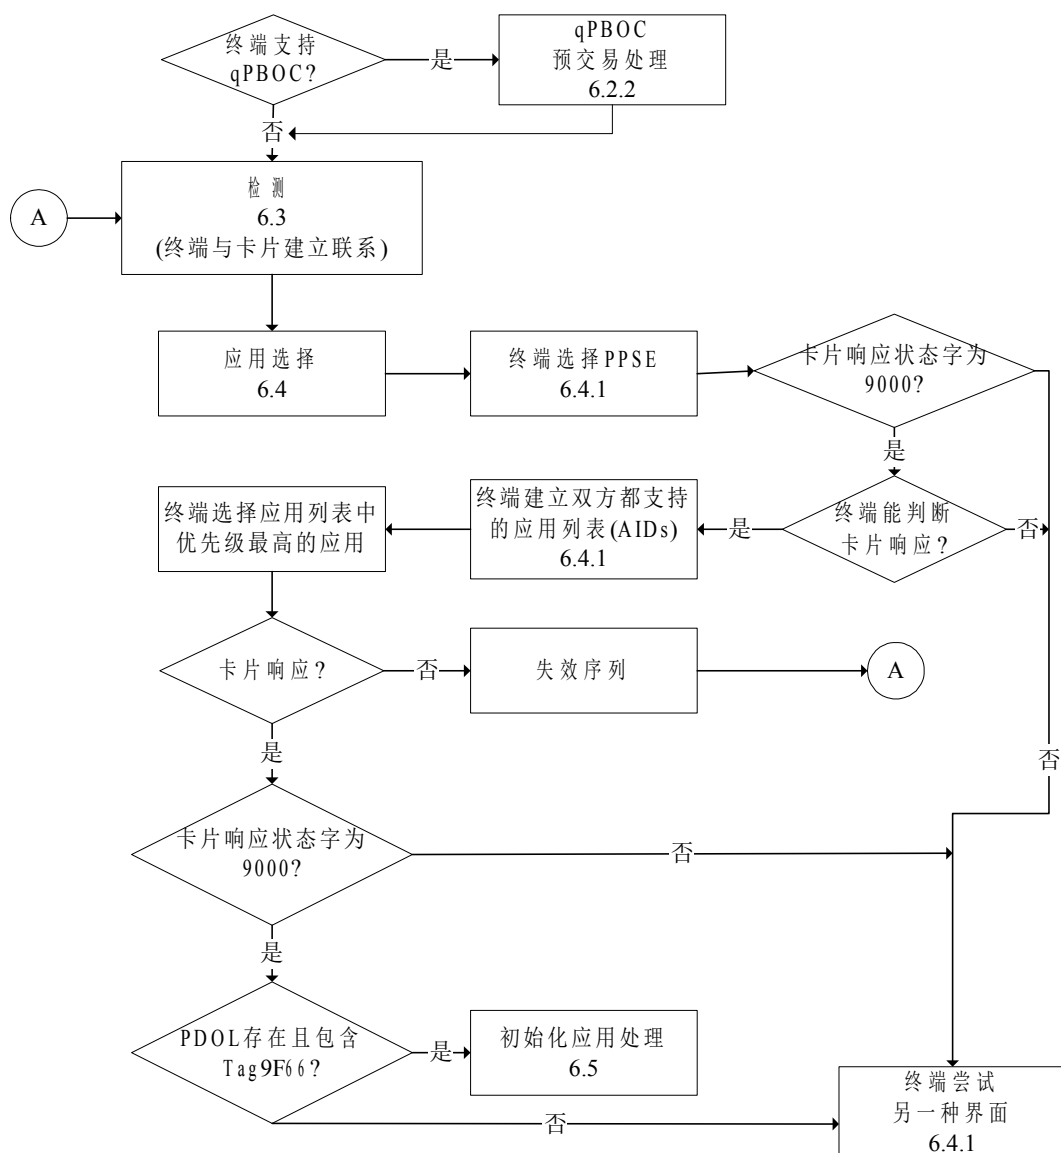 终端支持
qPBOC?
是
qPBOC
预交易处理
6.2.2
否
A
检测
6.3
(终端与卡片建立联系)
应用选择
6.4
终端选择PPSE
6.4.1
卡片响应状态字为
9000?
是
终端选择应用列表中
优先级最高的应用
终端建立双方都支持
的应用列表(AIDs)
6.4.1
是
终端能判断
卡片响应?
否
卡片响应?
否
失效序列
A
是
否
卡片响应状态字为
9000?
否
是
PDOL存在且包含
Tag9F66?
是
初始化应用处理
6.5
否
终端尝试
另一种界面
6.4.1